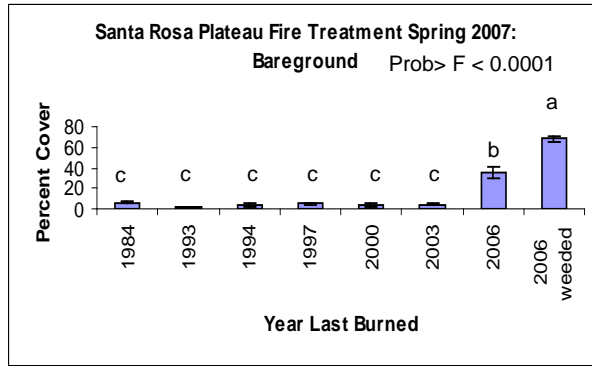 Santa Rosa Plateau Fire Treatment Spring 2007:
Bareground Prob> F < 0.0001
Percent Cover
80
60
40
20
0
c c c c c c b a
1984 1993 1994 1997 2000 2003 2006 2006 weeded
Year Last Burned